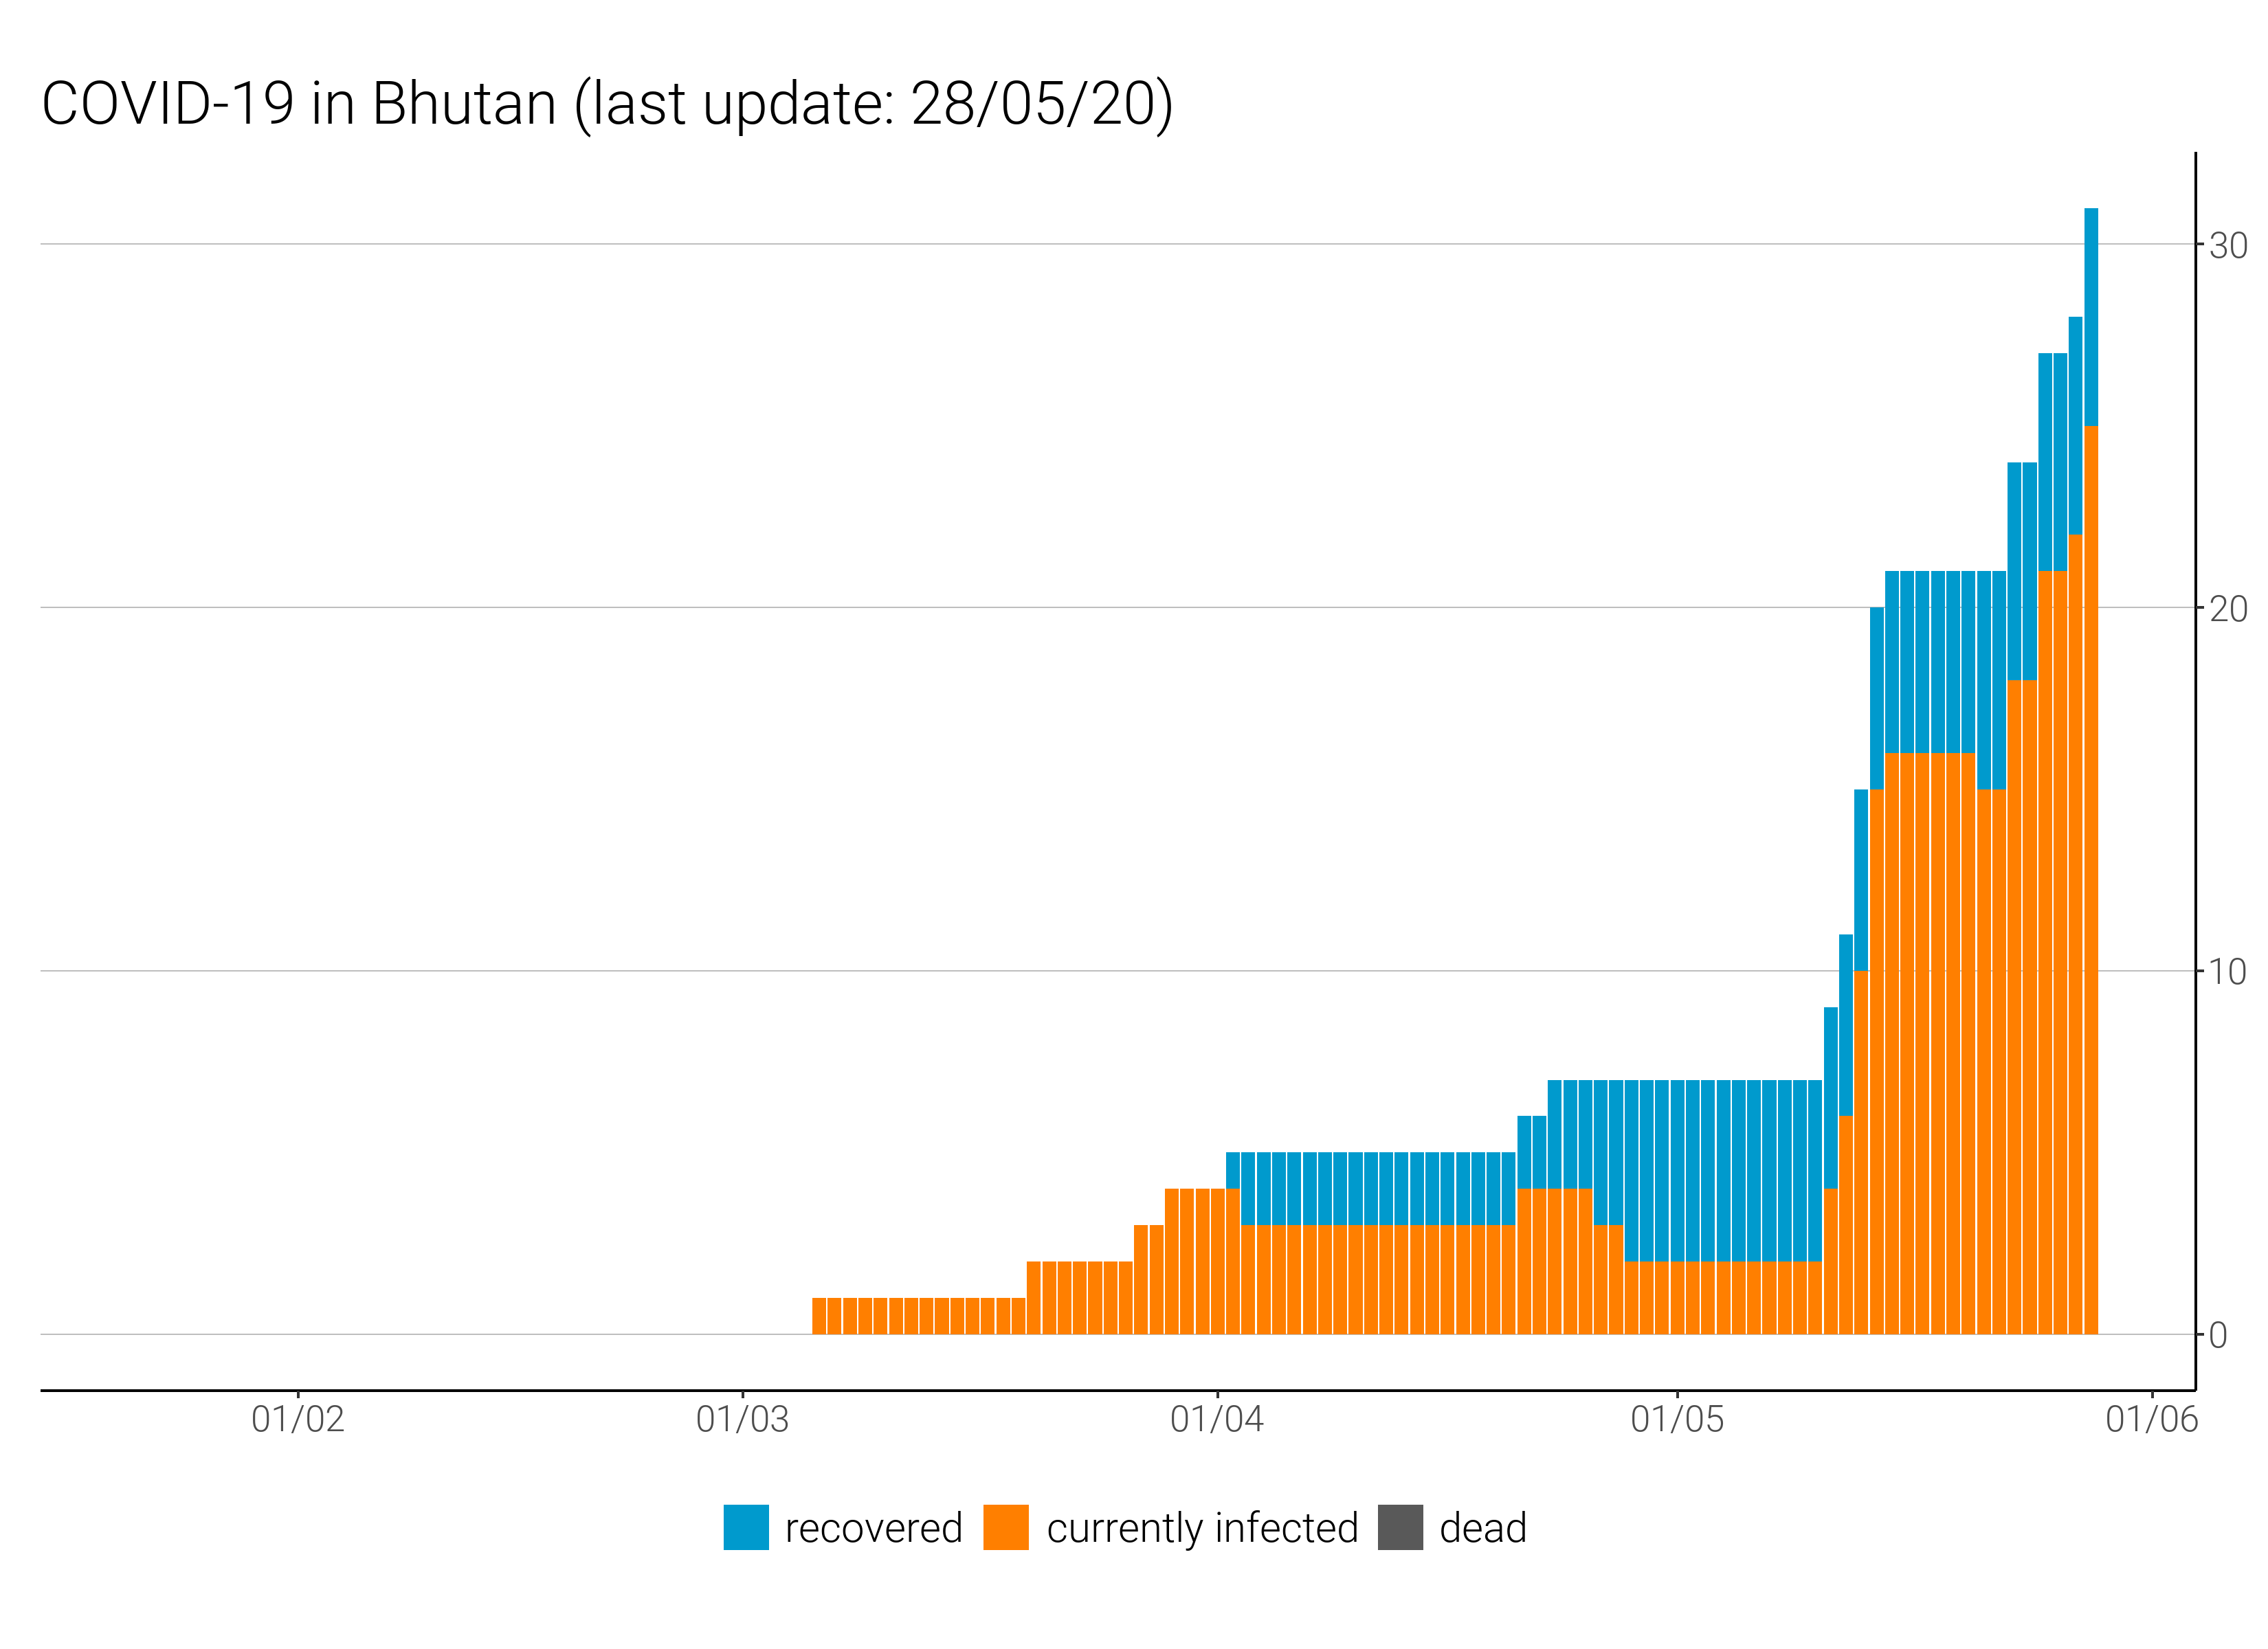 COVID-19 in Bhutan (last update: 28/05/20)
30
20
10
0
01/02 01/03 01/04 01/05 01/06
recovered currently infected dead